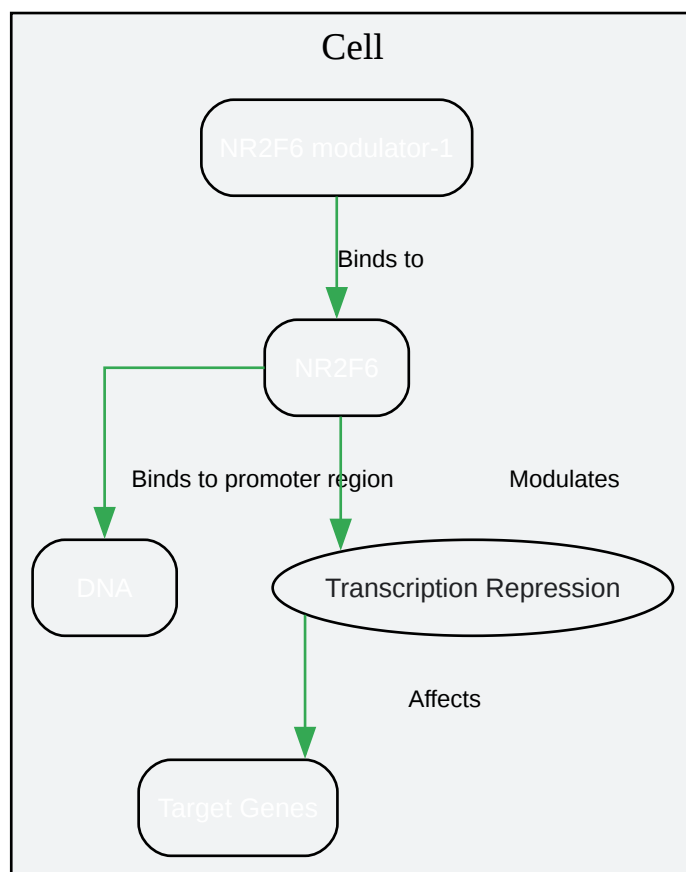 Cell
NR2F6 modulator-1
Binds to
NR2F6
Binds to promoter region
Modulates
DNA
Transcription Repression
Affects
Target Genes